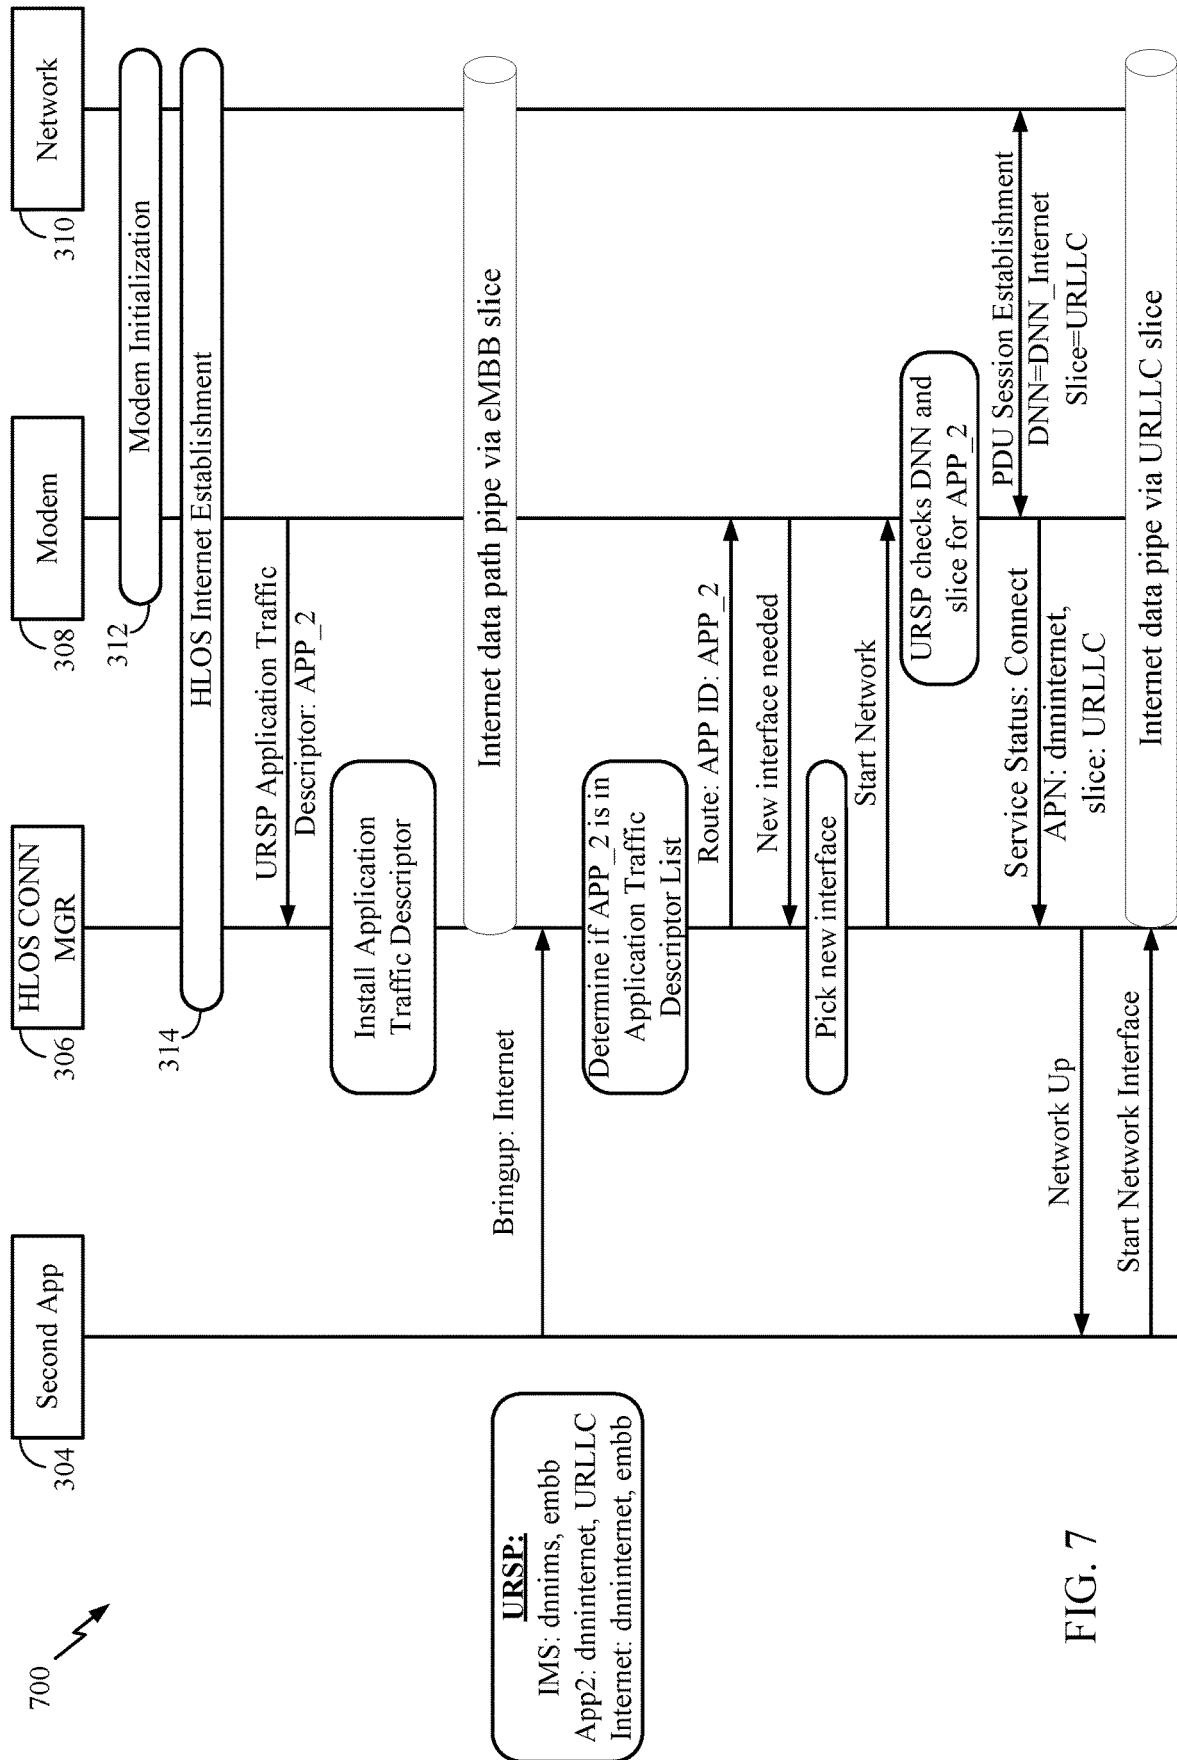 700
Second App
304
HLOS CONN
MGR
306
Modem
308
Network
310
Modem Initialization
312
HLOS Internet Establishment
314
URSP Application Traffic
Descriptor: APP_2
Install Application
Traffic Descriptor
Internet data path pipe via eMBB slice
URSP:
IMS: dnnims, embb
App2: dnninternet, URLLC
Internet: dnninternet, embb
Bringup: Internet
Determine if APP_2 is in
Application Traffic
Descriptor List
Route: APP ID: APP_2
New interface needed
Pick new interface
Start Network
URSP checks DNN and
slice for APP_2
PDU Session Establishment
DNN=DNN_Internet
Slice=URLLC
Service Status: Connect
APN: dnninternet,
slice: URLLC
Network Up
Start Network Interface
Internet data pipe via URLLC slice
FIG. 7